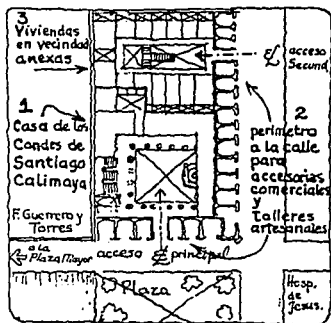 3
Viviendas
en vecindad
anexas.
1
Casa de los
Condes de
Santiago
Calimaya
F. Guerrero y
Torres
acceso
Secund.
2
perímetro
a la calle
para
accesorias
comerciales
y
talleres
artesanales
a la
Plaza Mayor
acceso principal
Plaza
Hosp.
de
Jesus.